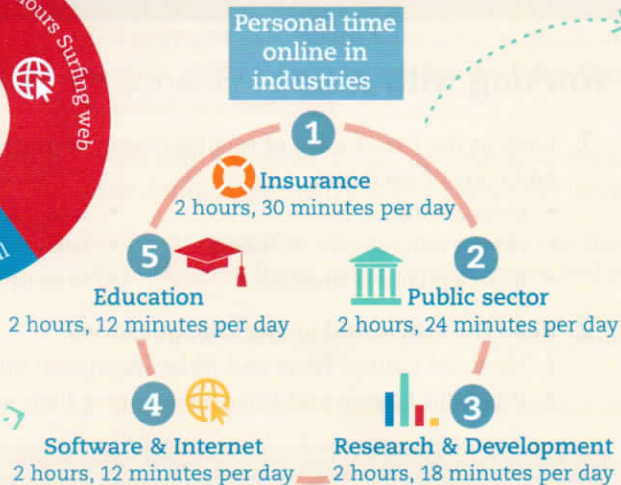 ours Surfing web
Personal time
online in
industries
1
Insurance
2 hours, 30 minutes per day
5
Education
2 hours, 12 minutes per day
2
Public sector
2 hours, 24 minutes per day
4
Software & Internet
2 hours, 12 minutes per day
3
Research & Development
2 hours, 18 minutes per day